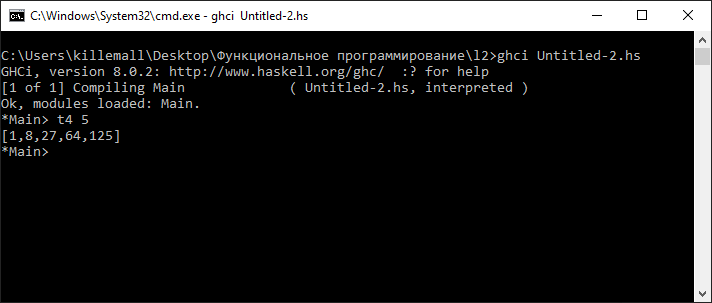 C:\Windows\System32\cmd.exe - ghci  Untitled-2.hs
C:\Users\killemall\Desktop\Функциональное программирование\l2>ghci Untitled-2.hs
GHCi, version 8.0.2: http://www.haskell.org/ghc/  :? for help
[1 of 1] Compiling Main             ( Untitled-2.hs, interpreted )
Ok, modules loaded: Main.
*Main> t4 5
[1,8,27,64,125]
*Main>